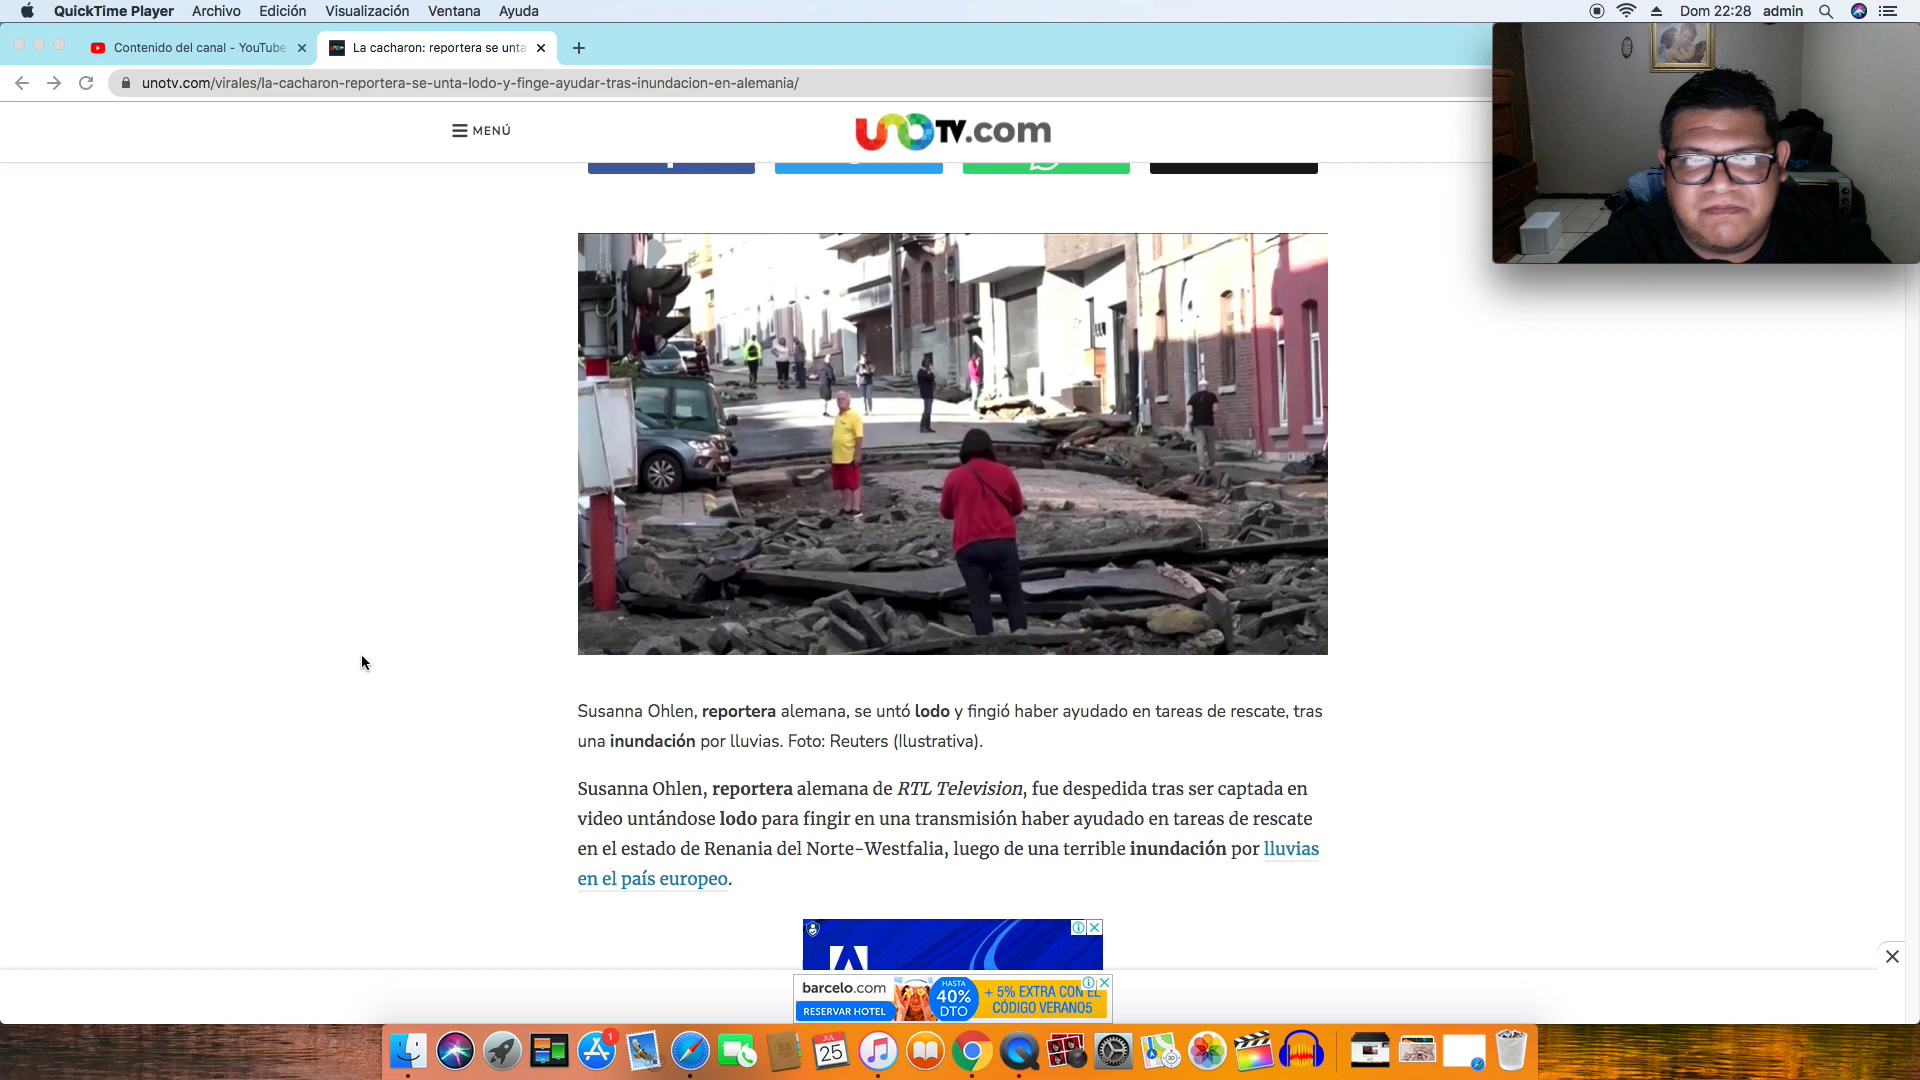 QuickTime Player Archivo Edición Visualización Ventana Ayuda Dom 22:28 admin
Contenido del canal - YouTube
La cacharon: reportera se unta
unotv.com/virales/la-cacharon-reportera-se-unta-lodo-y-finge-ayudar-tras-inundacion-en-alemania/
MENÚ
unoTV.com
Susanna Ohlen, reportera alemana, se untó lodo y fingió haber ayudado en tareas de rescate, tras
una inundación por lluvias. Foto: Reuters (Ilustrativa).
Susanna Ohlen, reportera alemana de RTL Television, fue despedida tras ser captada en
video untándose lodo para fingir en una transmisión haber ayudado en tareas de rescate
en el estado de Renania del Norte-Westfalia, luego de una terrible inundación por lluvias
en el país europeo.
barcelo.com
RESERVAR HOTEL
HASTA
40%
DTO
+ 5% EXTRA CON EL
CÓDIGO VERANO5
1
JUL
25
3D